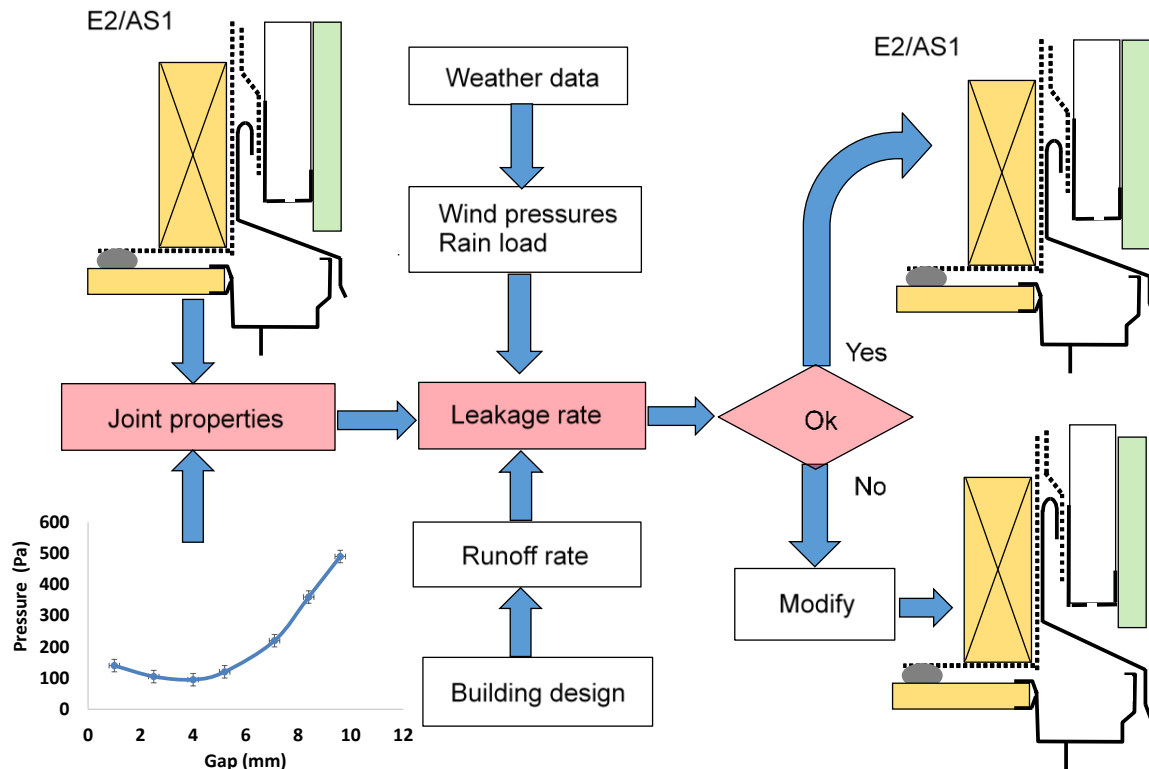 E2/AS1
Weather data
Wind pressures
Rain load
E2/AS1
Yes
Joint properties
Leakage rate
Ok
No
Runoff rate
Modify
Building design
600
500
400
300
200
100
0
Pressure (Pa)
0 2 4 6 8 10 12
Gap (mm)